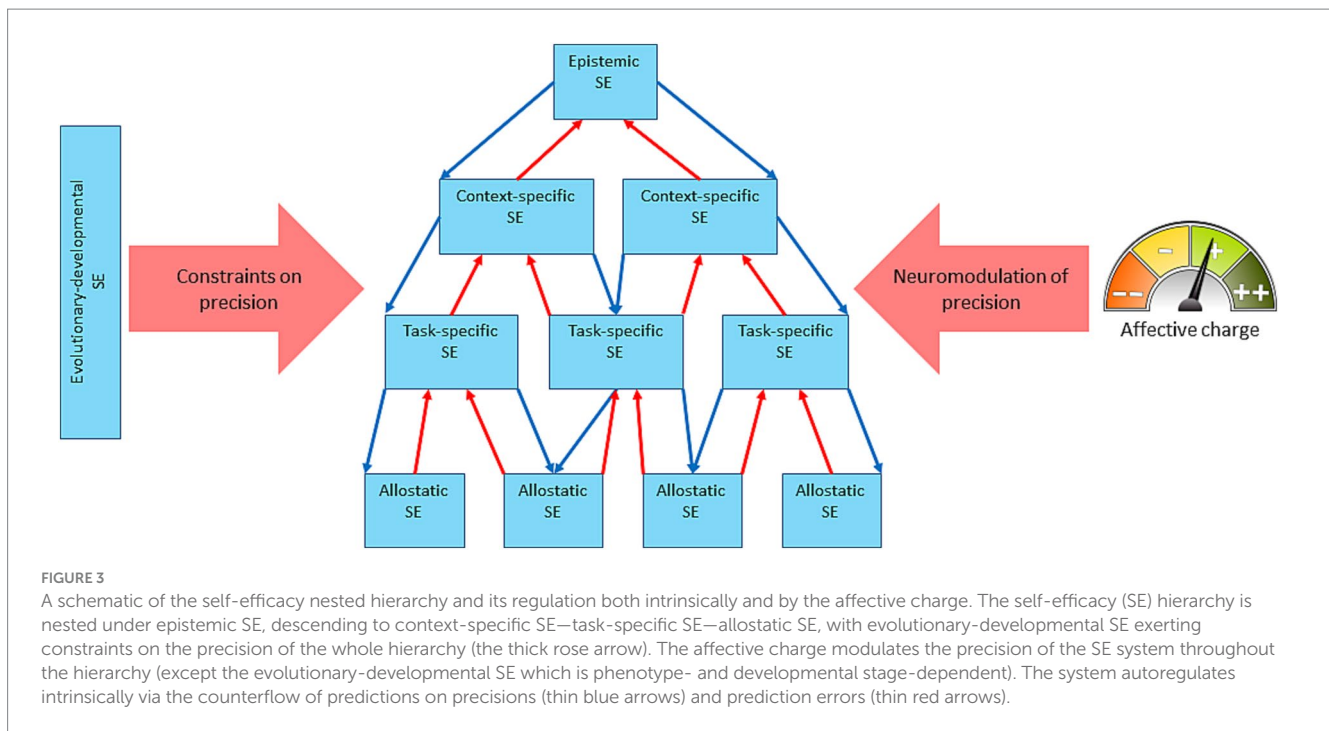 Epistemic
SE
Evolutionary-developmental
SE
Constraints on
precision
Context-specific
SE
Context-specific
SE
Neuromodulation of
precision
--
-
+
++
Affective charge
Task-specific
SE
Task-specific
SE
Task-specific
SE
Allostatic
SE
Allostatic
SE
Allostatic
SE
Allostatic
SE
FIGURE 3
A schematic of the self-efficacy nested hierarchy and its regulation both intrinsically and by the affective charge. The self-efficacy (SE) hierarchy is
nested under epistemic SE, descending to context-specific SE—task-specific SE—allostatic SE, with evolutionary-developmental SE exerting
constraints on the precision of the whole hierarchy (the thick rose arrow). The affective charge modulates the precision of the SE system throughout
the hierarchy (except the evolutionary-developmental SE which is phenotype- and developmental stage-dependent). The system autoregulates
intrinsically via the counterflow of predictions on precisions (thin blue arrows) and prediction errors (thin red arrows).